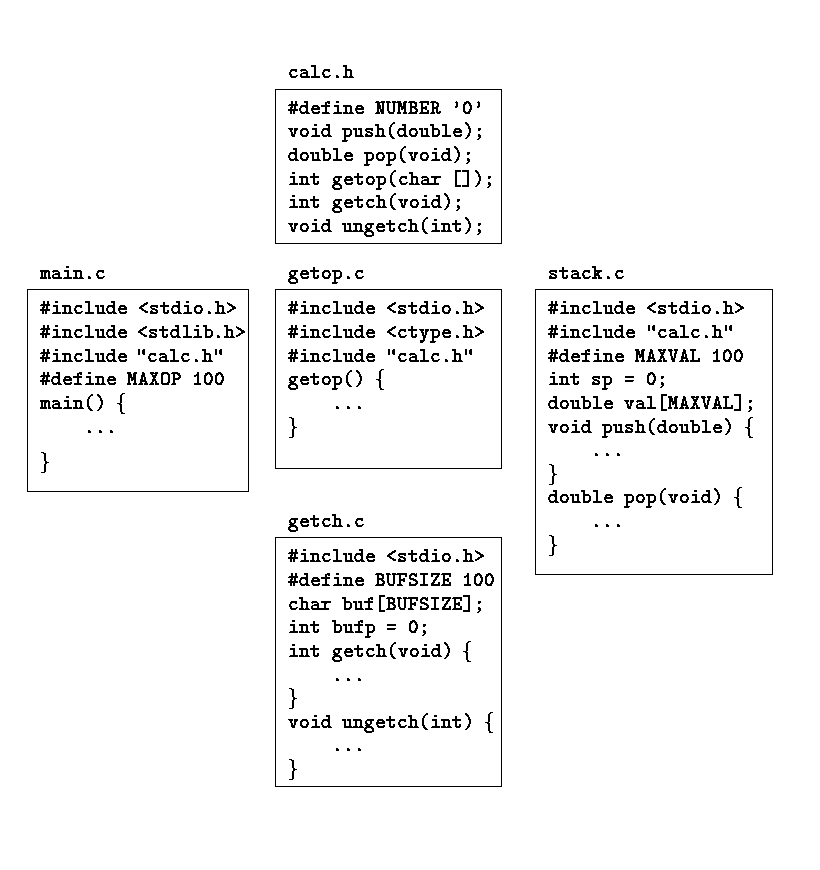 calc.h
#define NUMBER '0'
void push(double);
double pop(void);
int getop(char []);
int getch(void);
void ungetch(int);
main.c
#include <stdio.h>
#include <stdlib.h>
#include "calc.h"
#define MAXOP 100
main() {
...
}
getop.c
#include <stdio.h>
#include <ctype.h>
#include "calc.h"
getop() {
...
}
getch.c
#include <stdio.h>
#define BUFSIZE 100
char buf[BUFSIZE];
int bufp = 0;
int getch(void) {
...
}
void ungetch(int) {
...
}
stack.c
#include <stdio.h>
#include "calc.h"
#define MAXVAL 100
int sp = 0;
double val[MAXVAL];
void push(double) {
...
}
double pop(void) {
...
}